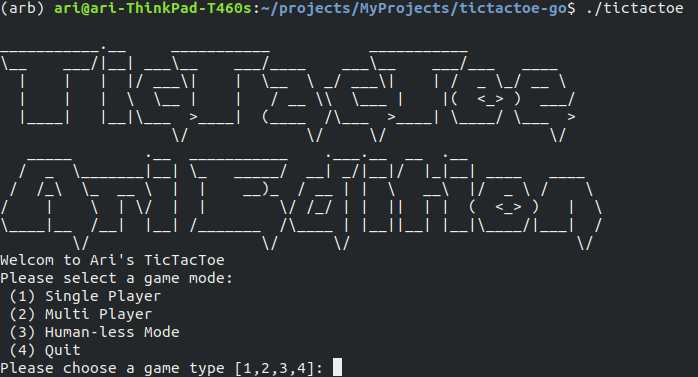 (arb) ari@ari-ThinkPad-T460s:~/projects/MyProjects/tictactoe-go$ ./tictactoe
TicTacToe
AriEdition
Welcom to Ari's TicTacToe
Please select a game mode:
(1) Single Player
(2) Multi Player
(3) Human-less Mode
(4) Quit
Please choose a game type [1,2,3,4]: